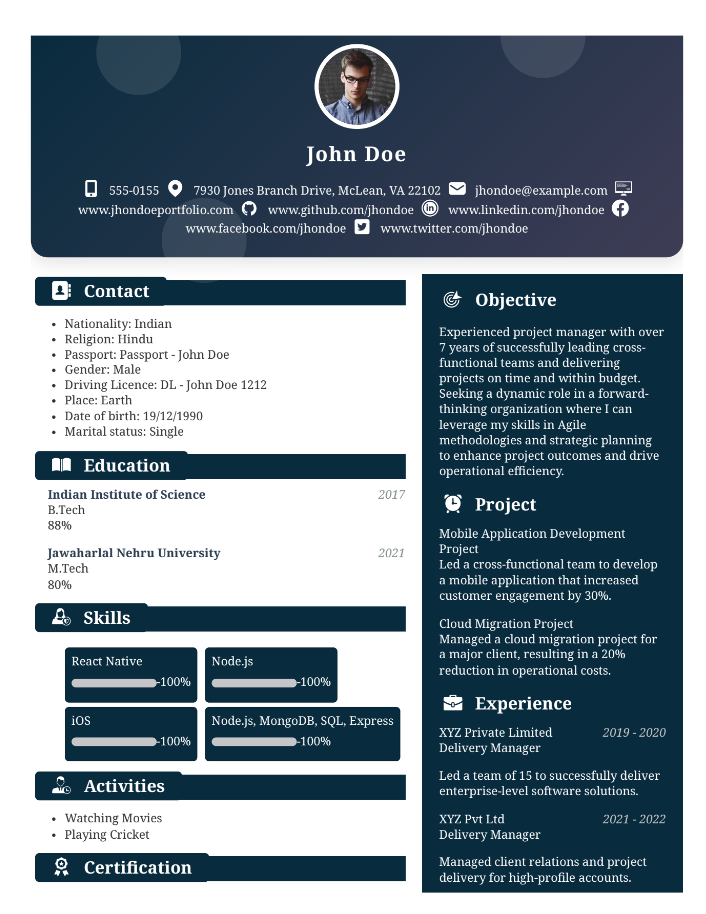 John Doe
555-0155 7930 Jones Branch Drive, McLean, VA 22102 jhondoe@example.com
www.jhondoeportfolio.com www.github.com/jhondoe www.linkedin.com/jhondoe
www.facebook.com/jhondoe www.twitter.com/jhondoe
Contact
• Nationality: Indian
• Religion: Hindu
• Passport: Passport - John Doe
• Gender: Male
• Driving Licence: DL - John Doe 1212
• Place: Earth
• Date of birth: 19/12/1990
• Marital status: Single
Education
Indian Institute of Science 2017
B.Tech
88%
Jawaharlal Nehru University 2021
M.Tech
80%
Skills
React Native
-100%
Node.js
-100%
iOS
-100%
Node.js, MongoDB, SQL, Express
-100%
Activities
• Watching Movies
• Playing Cricket
Certification
Objective
Experienced project manager with over
7 years of successfully leading cross-
functional teams and delivering
projects on time and within budget.
Seeking a dynamic role in a forward-
thinking organization where I can
leverage my skills in Agile
methodologies and strategic planning
to enhance project outcomes and drive
operational efficiency.
Project
Mobile Application Development
Project
Led a cross-functional team to develop
a mobile application that increased
customer engagement by 30%.
Cloud Migration Project
Managed a cloud migration project for
a major client, resulting in a 20%
reduction in operational costs.
Experience
XYZ Private Limited 2019 - 2020
Delivery Manager
Led a team of 15 to successfully deliver
enterprise-level software solutions.
XYZ Pvt Ltd 2021 - 2022
Delivery Manager
Managed client relations and project
delivery for high-profile accounts.